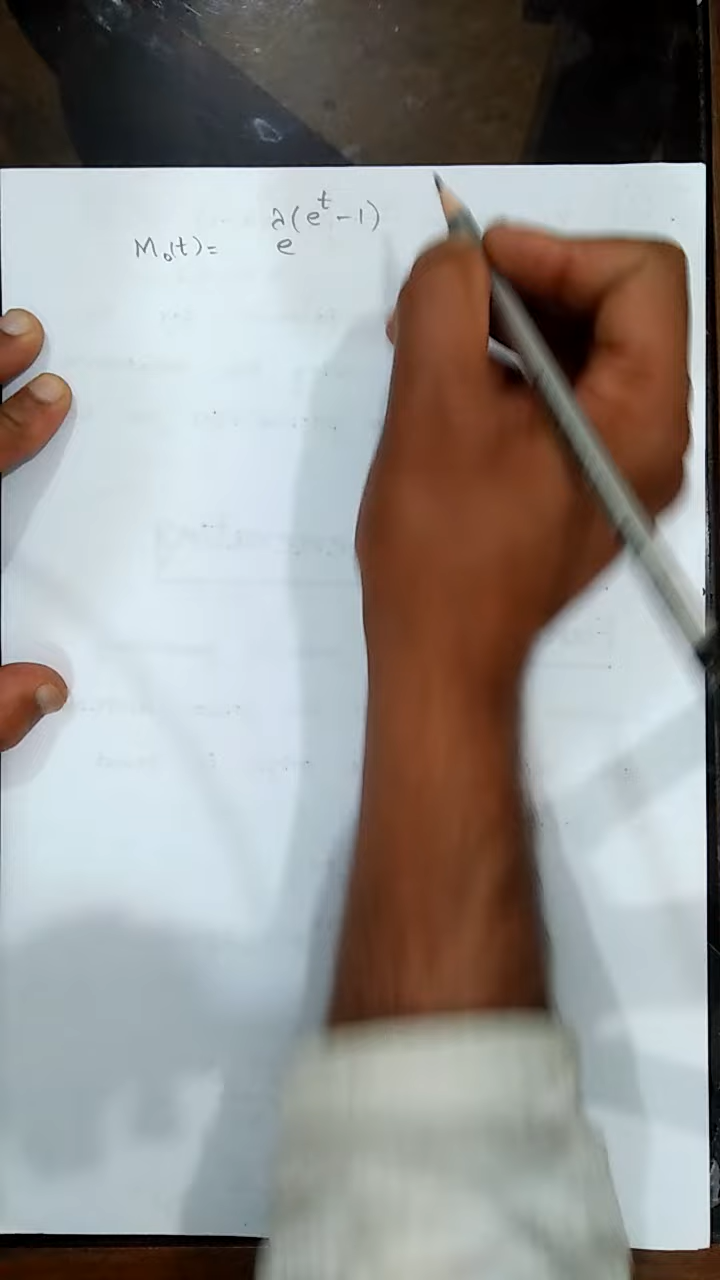 M₀(t) = e^{λ(e^t - 1)}